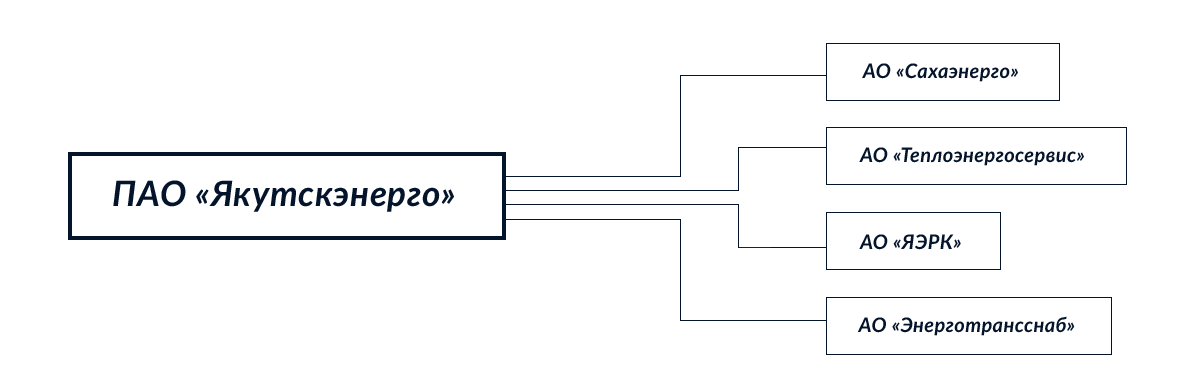 ПАО «Якутскэнерго»
АО «Сахаэнерго»
АО «Теплоэнергосервис»
АО «ЯЭРК»
АО «Энерготрансснаб»